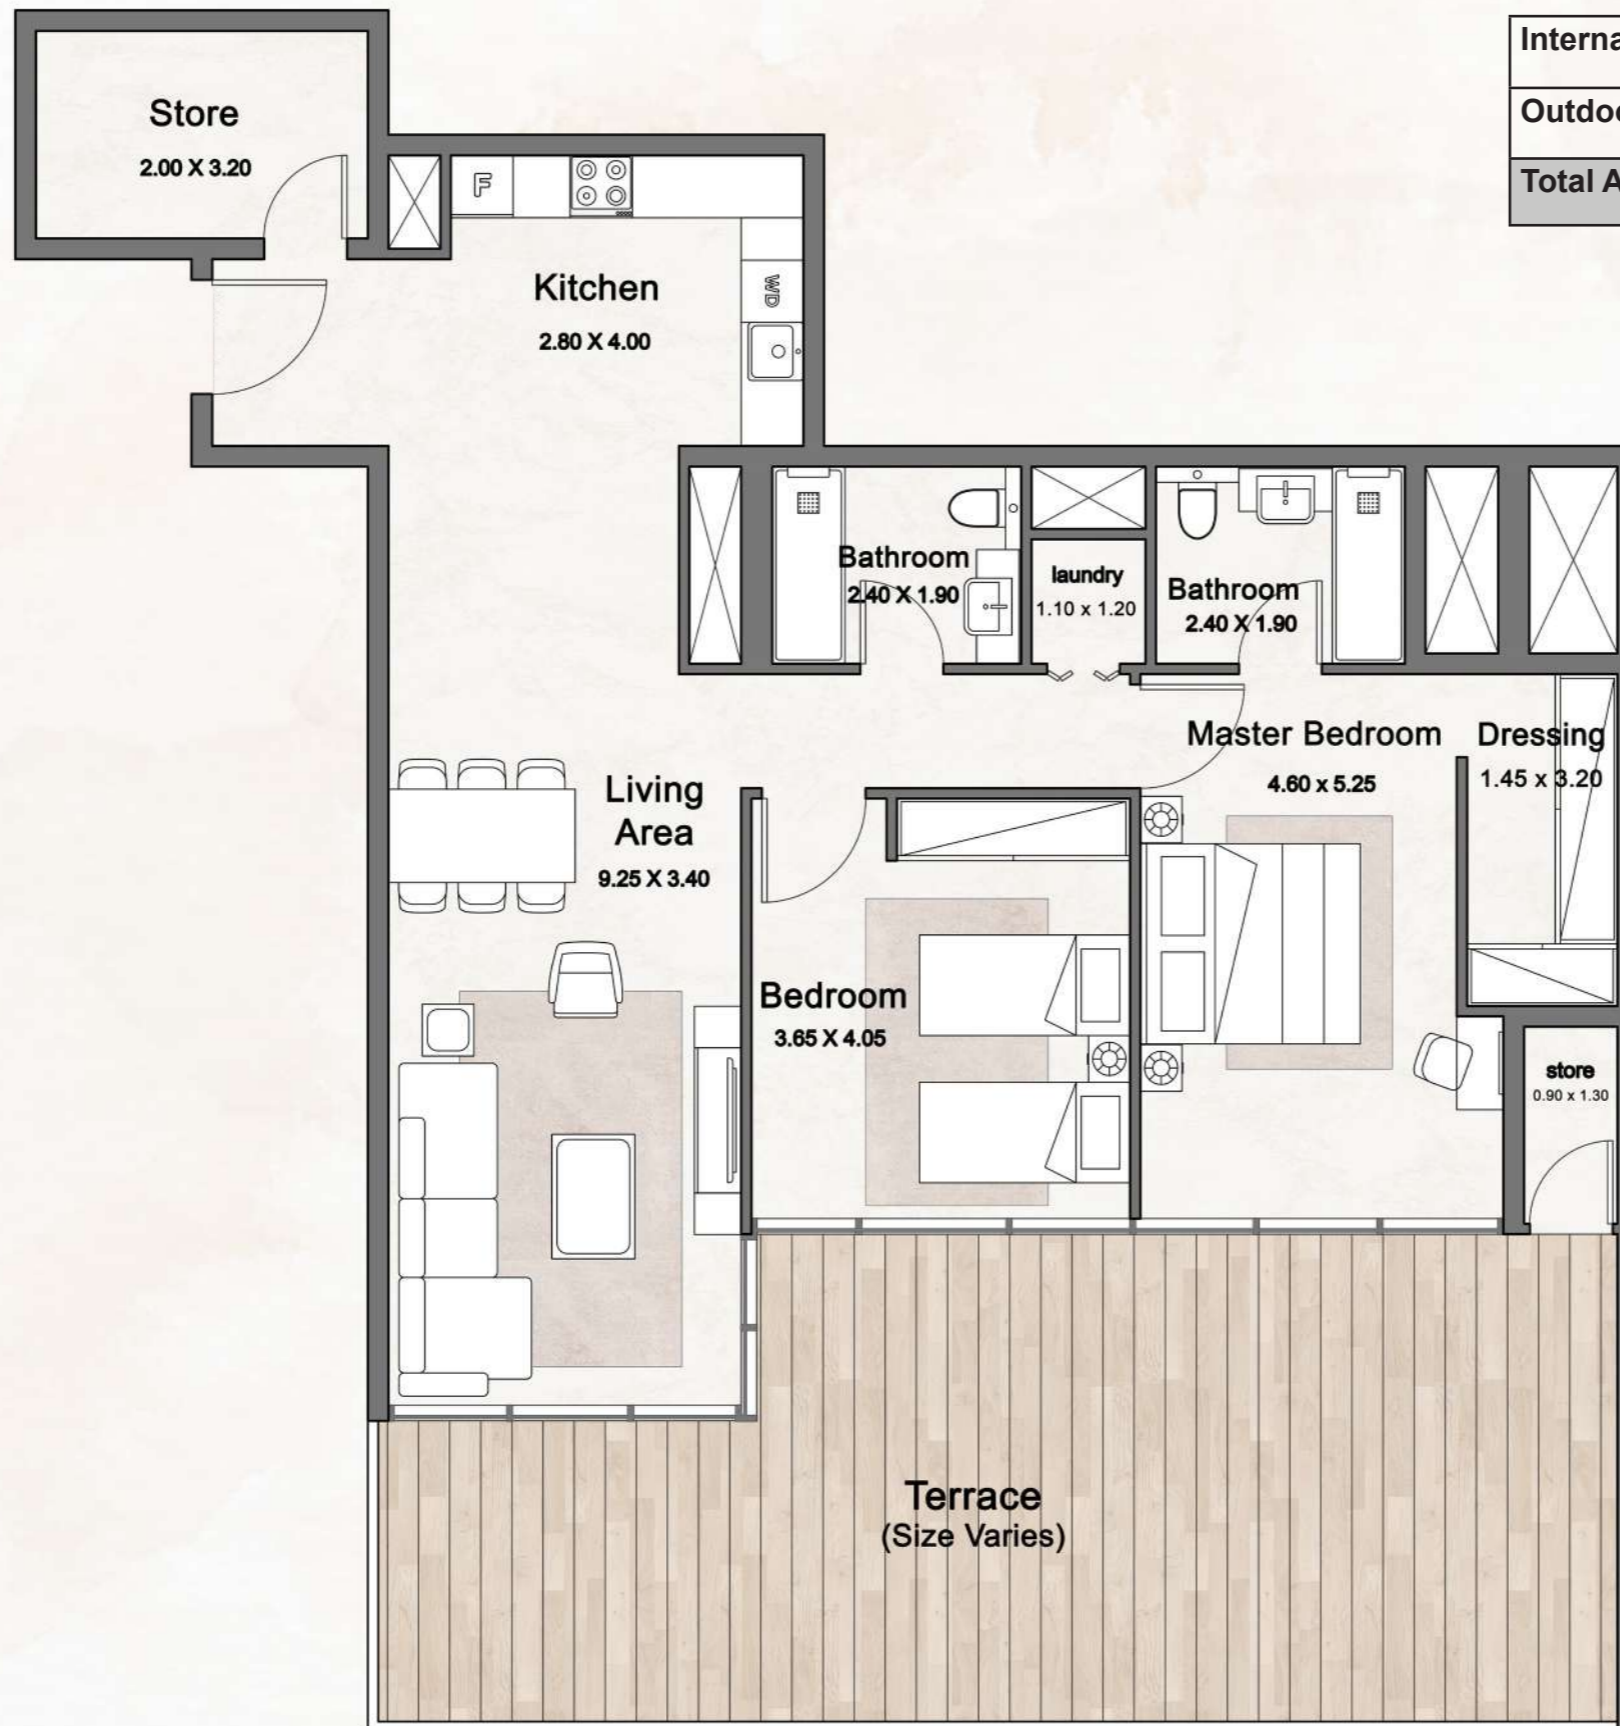 Interna
Outdoo
Total A
Store
2.00 X 3.20
F
Kitchen
2.80 X 4.00
WD
Bathroom
2.40 X 1.90
laundry
1.10 x 1.20
Bathroom
2.40 X 1.90
Master Bedroom
4.60 x 5.25
Dressing
1.45 x 3.20
Living
Area
9.25 X 3.40
Bedroom
3.65 X 4.05
store
0.90 x 1.30
Terrace
(Size Varies)